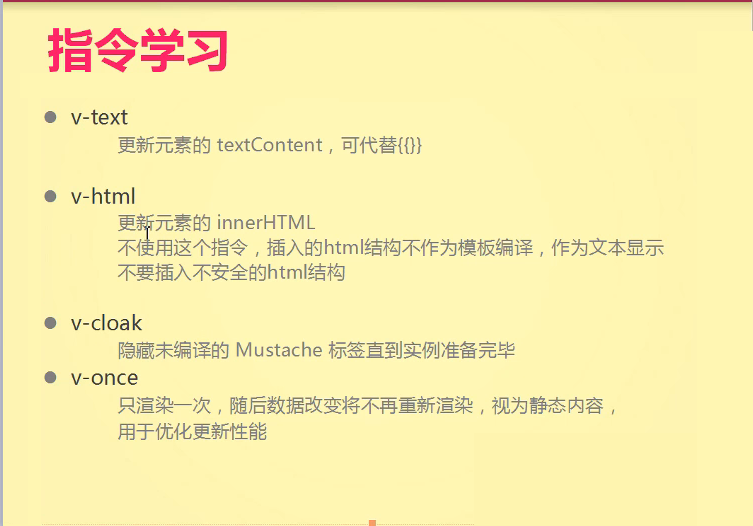 指令学习
● v-text
更新元素的 textContent，可代替{{}}
● v-html
更新元素的 innerHTML
不使用这个指令，插入的html结构不作为模板编译，作为文本显示
不要插入不安全的html结构
● v-cloak
隐藏未编译的 Mustache 标签直到实例准备完毕
● v-once
只渲染一次，随后数据改变将不再重新渲染，视为静态内容，
用于优化更新性能